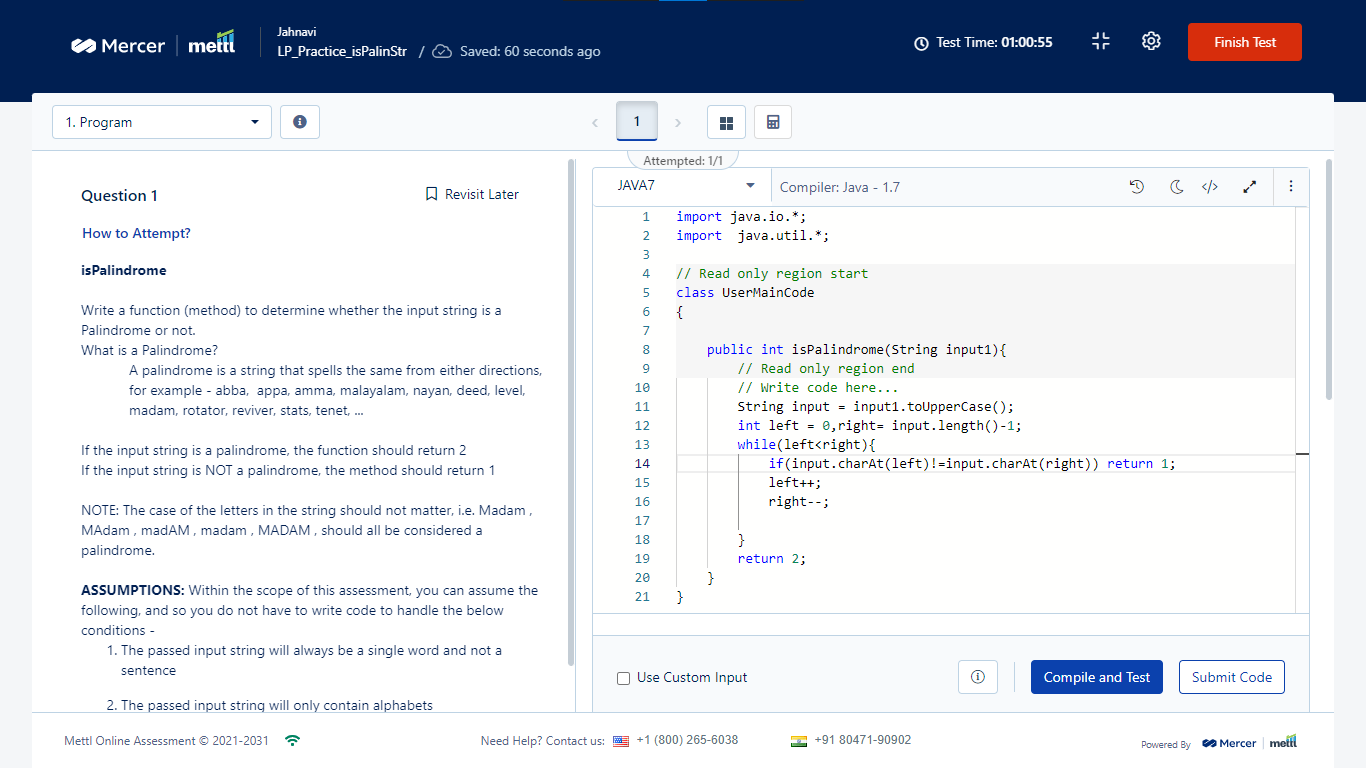 Mercer | mettl
Jahnavi
LP_Practice_isPalinStr / Saved: 60 seconds ago
Test Time: 01:00:55
Finish Test
1. Program
1
Attempted: 1/1
Question 1
Revisit Later
How to Attempt?
isPalindrome
Write a function (method) to determine whether the input string is a
Palindrome or not.
What is a Palindrome?
A palindrome is a string that spells the same from either directions,
for example - abba,  appa, amma, malayalam, nayan, deed, level,
madam, rotator, reviver, stats, tenet, ...
If the input string is a palindrome, the function should return 2
If the input string is NOT a palindrome, the method should return 1
NOTE: The case of the letters in the string should not matter, i.e. Madam ,
MAdam , madAM , madam , MADAM , should all be considered a
palindrome.
ASSUMPTIONS: Within the scope of this assessment, you can assume the
following, and so you do not have to write code to handle the below
conditions -
1. The passed input string will always be a single word and not a
sentence
2. The passed input string will only contain alphabets
JAVA7
Compiler: Java - 1.7
1 import java.io.*;
2 import  java.util.*;
3
4 // Read only region start
5 class UserMainCode
6 {
7
8     public int isPalindrome(String input1){
9         // Read only region end
10         // Write code here...
11         String input = input1.toUpperCase();
12         int left = 0,right= input.length()-1;
13         while(left<right){
14             if(input.charAt(left)!=input.charAt(right)) return 1;
15             left++;
16             right--;
17
18         }
19         return 2;
20     }
21 }
Use Custom Input
Compile and Test
Submit Code
Mettl Online Assessment © 2021-2031
Need Help? Contact us: +1 (800) 265-6038
+91 80471-90902
Powered By Mercer | mettl